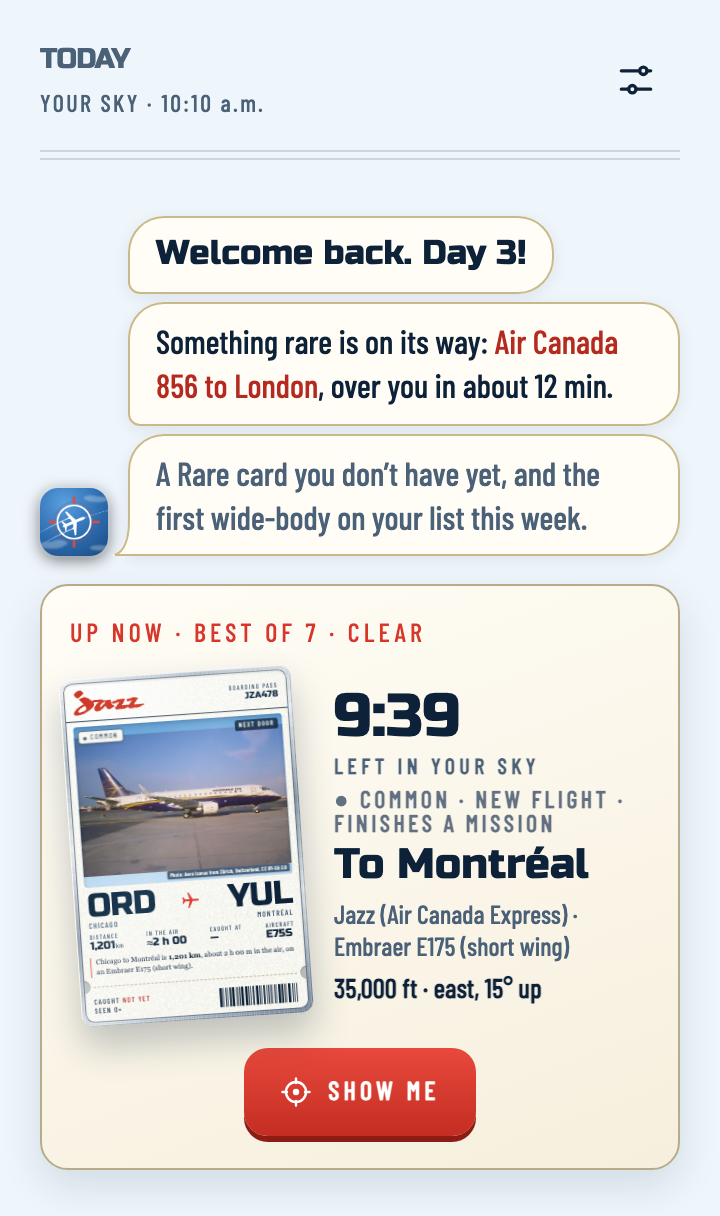 TODAY
YOUR SKY · 10:10 a.m.
Welcome back. Day 3!
Something rare is on its way: Air Canada
856 to London, over you in about 12 min.
A Rare card you don’t have yet, and the
first wide-body on your list this week.
UP NOW · BEST OF 7 · CLEAR
Jazz
BOARDING PASS
JZA478
● COMMON
NEXT DOOR
ORD ✈ YUL
CHICAGO
MONTRÉAL
DISTANCE
1,201km
IN THE AIR
≈2 h 00
CAUGHT AT
—
AIRCRAFT
E75S
Chicago to Montréal is 1,201 km, about 2 h 00 m in the air, on
an Embraer E175 (short wing).
CAUGHT NOT YET
SEEN 0×
9:39
LEFT IN YOUR SKY
● COMMON · NEW FLIGHT ·
FINISHES A MISSION
To Montréal
Jazz (Air Canada Express) ·
Embraer E175 (short wing)
35,000 ft · east, 15° up
SHOW ME